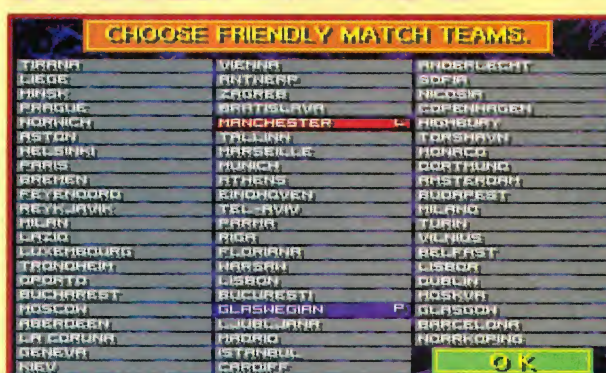 CHOOSE FRIENDLY MATCH TEAMS.
TIRANA
LIEGE
MINSK
PRAGUE
NORWICH
ASTON
HELSINKI
PARIS
BREMEN
FEYENOORD
REYKJAVIK
MILAN
LAZIO
LUXEMBOURG
TRONDHEIM
OPORTO
BUCHAREST
MOSCOW
ABERDEEN
LA CORUNA
GENEVA
KIEV
VIENNA
ANTWERP
ZAGREB
BRATISLAVA
MANCHESTER L
TALLINN
MARSEILLE
MUNICH
ATHENS
EINDHOVEN
TEL-AVIV
PARMA
RIGA
FLORIANA
WARSAW
LISBON
BUCURESTI
GLASWEGIAN P
LJUBLJANA
MADRID
ISTANBUL
CARDIFF
ANDERLECHT
SOFIA
NICOSIA
COPENHAGEN
HIGHBURY
TORSHAVN
MONACO
DORTMUND
AMSTERDAM
BUDAPEST
MILANO
TURIN
VILNIUS
BELFAST
LISBOA
DUBLIN
MOSKVA
GLASGOW
BARCELONA
NORRKOPING
OK